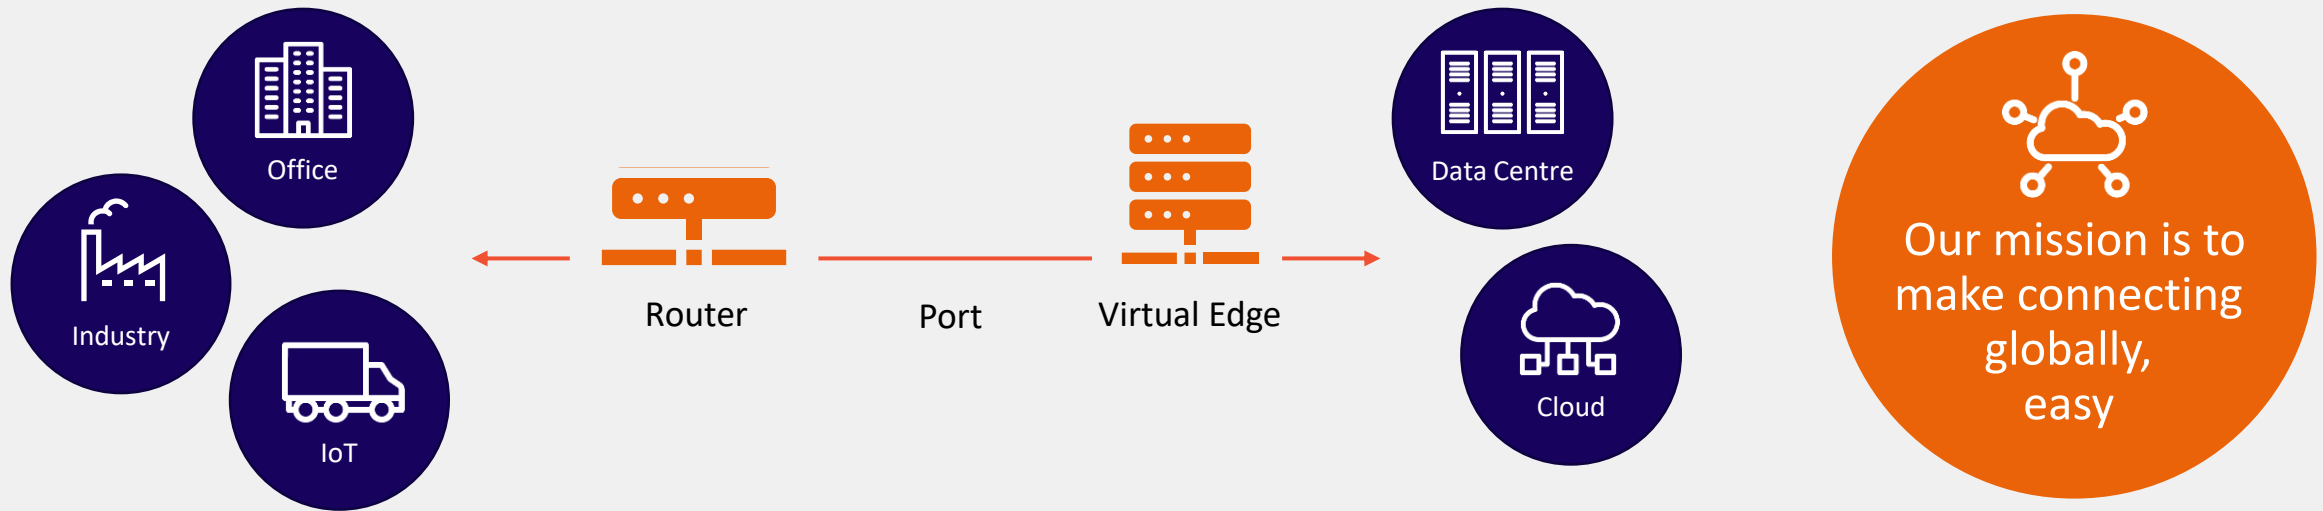 Office
Industry
IoT
Router
Port
Virtual Edge
Data Centre
Cloud
Our mission is to
make connecting
globally,
easy